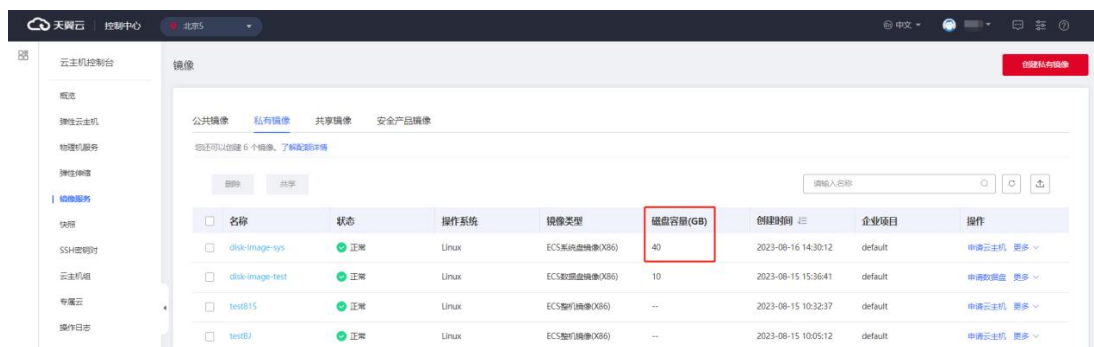 天翼云 控制中心 北京5 中文
云主机控制台
概览
弹性云主机
物理机服务
弹性伸缩
镜像服务
快照
SSH密钥对
云主机组
专属云
操作日志
镜像 创建私有镜像
公共镜像 私有镜像 共享镜像 安全产品镜像
您还可以创建 6 个镜像。了解配额详情
删除 共享 请输入名称
名称 状态 操作系统 镜像类型 磁盘容量(GB) 创建时间 企业项目 操作
disk-image-sys 正常 Linux ECS系统盘镜像(X86) 40 2023-08-16 14:30:12 default 申请云主机 更多
disk-image-test 正常 Linux ECS数据盘镜像(X86) 10 2023-08-15 15:36:41 default 申请数据盘 更多
test815 正常 Linux ECS整机镜像(X86) -- 2023-08-15 10:32:37 default 申请云主机 更多
testBJ 正常 Linux ECS整机镜像(X86) -- 2023-08-15 10:05:12 default 申请云主机 更多